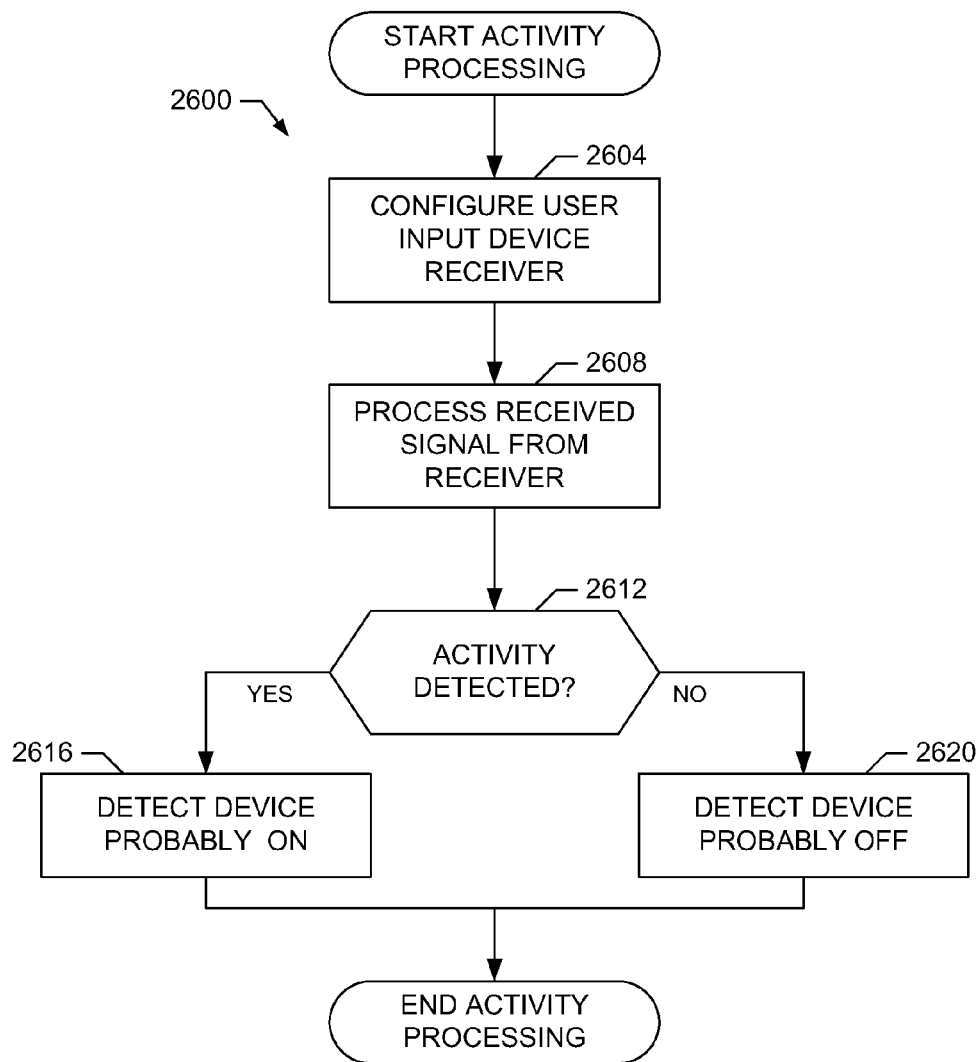 START ACTIVITY
PROCESSING
2600
2604
CONFIGURE USER
INPUT DEVICE
RECEIVER
2608
PROCESS RECEIVED
SIGNAL FROM
RECEIVER
2612
ACTIVITY
DETECTED?
YES
NO
2616
DETECT DEVICE
PROBABLY ON
2620
DETECT DEVICE
PROBABLY OFF
END ACTIVITY
PROCESSING